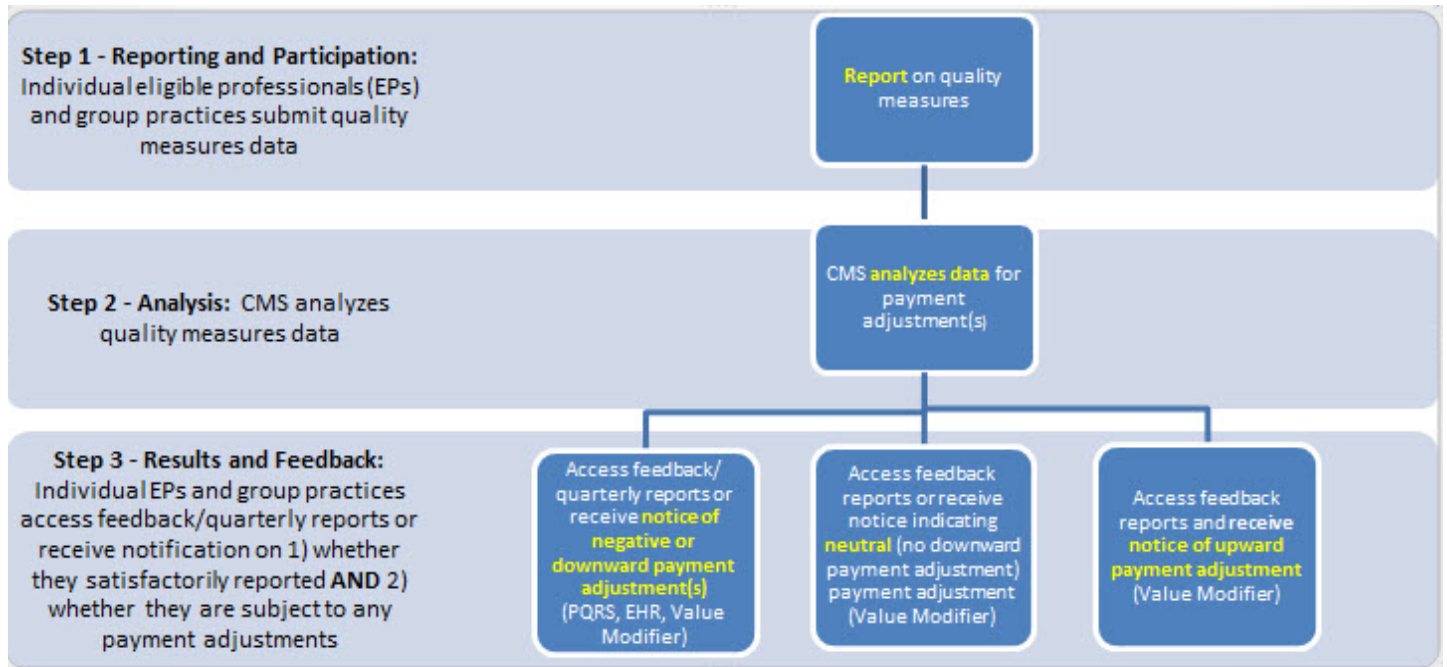 Step 1 - Reporting and Participation:
Individual eligible professionals (EPs)
and group practices submit quality
measures data
Report on quality
measures
Step 2 - Analysis: CMS analyzes
quality measures data
CMS analyzes data for
payment
adjustment(s)
Step 3 - Results and Feedback:
Individual EPs and group practices
access feedback/quarterly reports or
receive notification on 1) whether
they satisfactorily reported AND 2)
whether they are subject to any
payment adjustments
Access feedback/
quarterly reports or
receive notice of
negative or
downward payment
adjustment(s)
(PQRS, EHR, Value
Modifier)
Access feedback
reports or receive
notice indicating
neutral (no downward
payment adjustment)
payment adjustment
(Value Modifier)
Access feedback
reports and receive
notice of upward
payment adjustment
(Value Modifier)